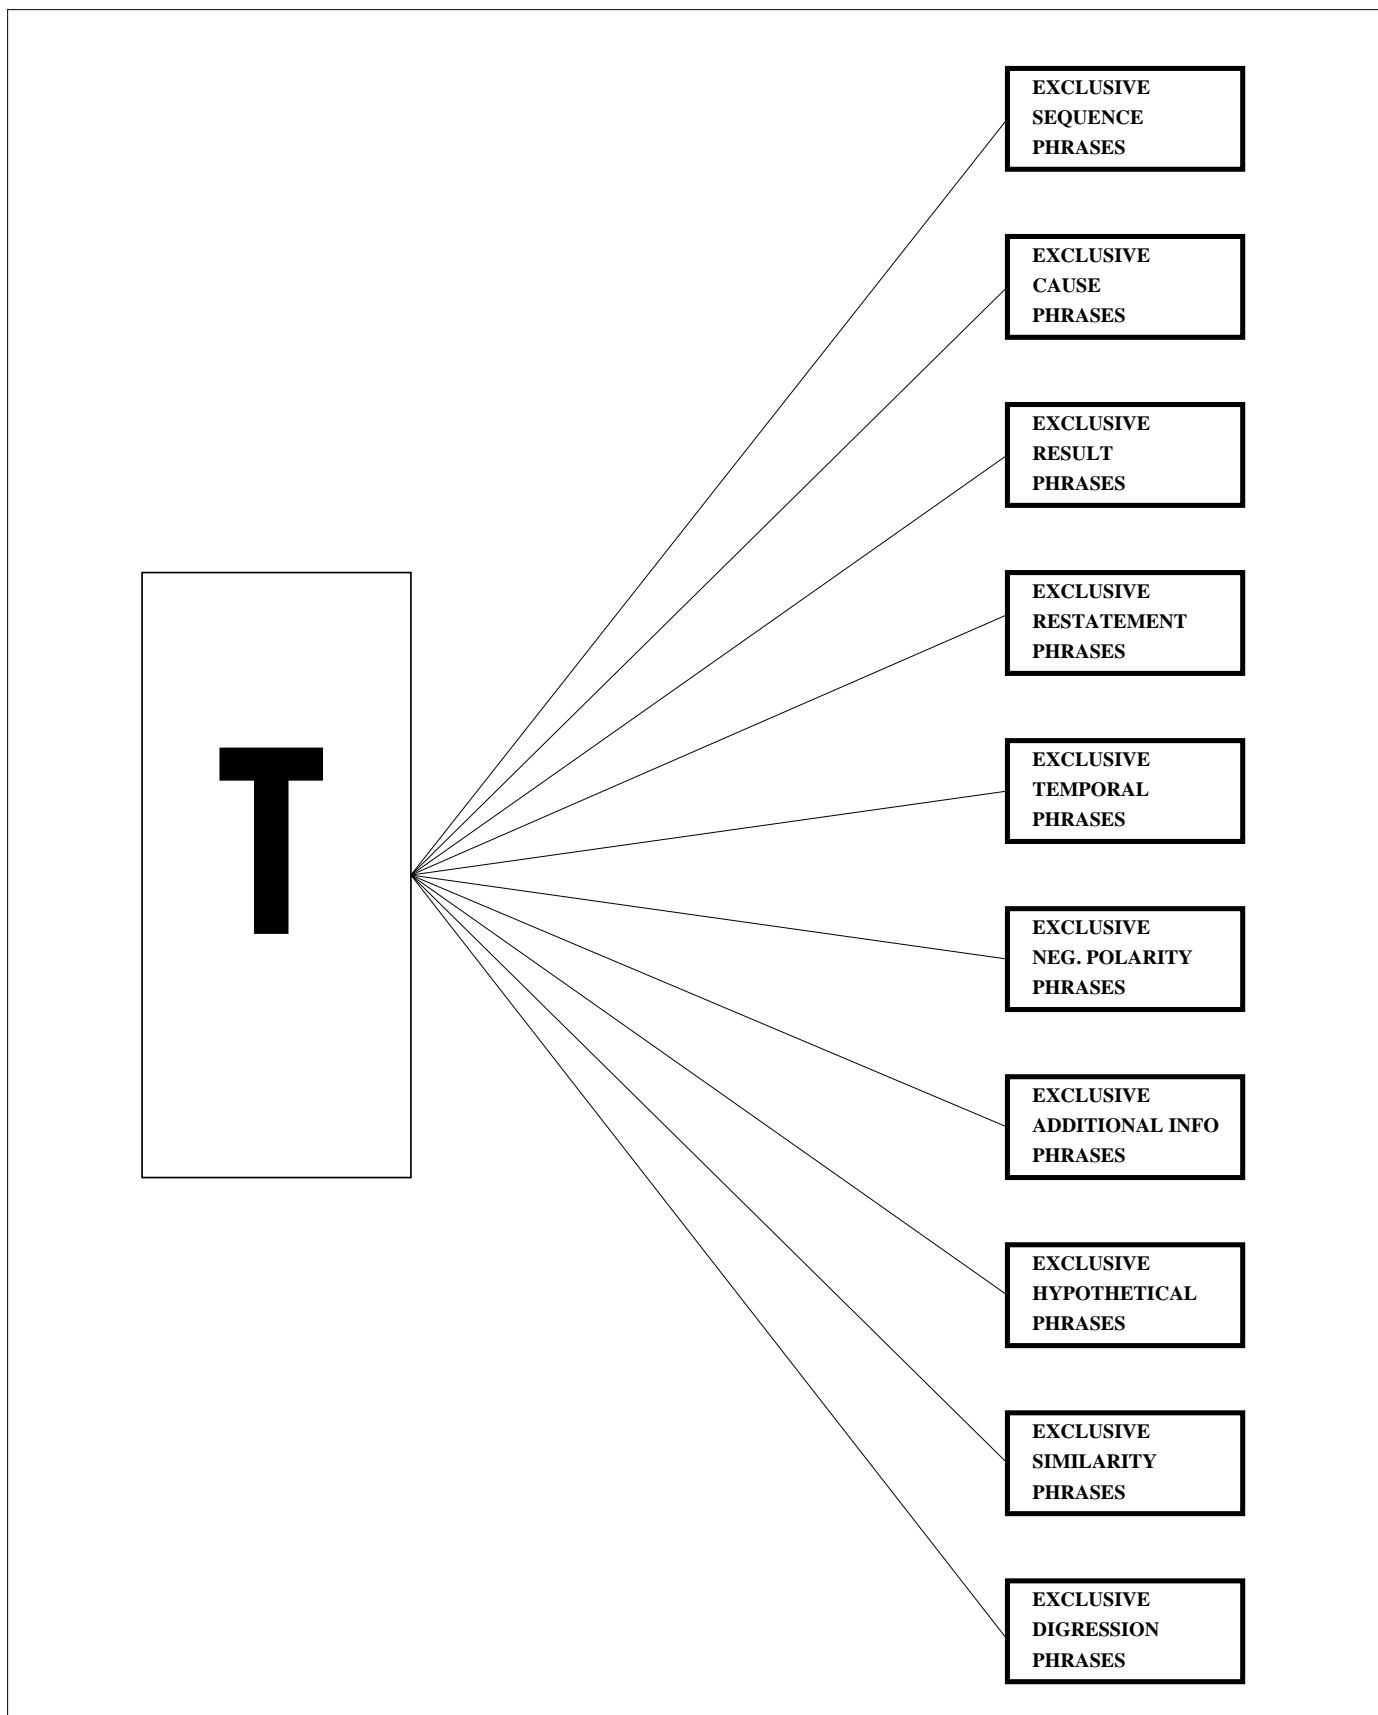 EXCLUSIVE
SEQUENCE
PHRASES
EXCLUSIVE
CAUSE
PHRASES
EXCLUSIVE
RESULT
PHRASES
EXCLUSIVE
RESTATEMENT
PHRASES
T
EXCLUSIVE
TEMPORAL
PHRASES
EXCLUSIVE
NEG. POLARITY
PHRASES
EXCLUSIVE
ADDITIONAL INFO
PHRASES
EXCLUSIVE
HYPOTHETICAL
PHRASES
EXCLUSIVE
SIMILARITY
PHRASES
EXCLUSIVE
DIGRESSION
PHRASES